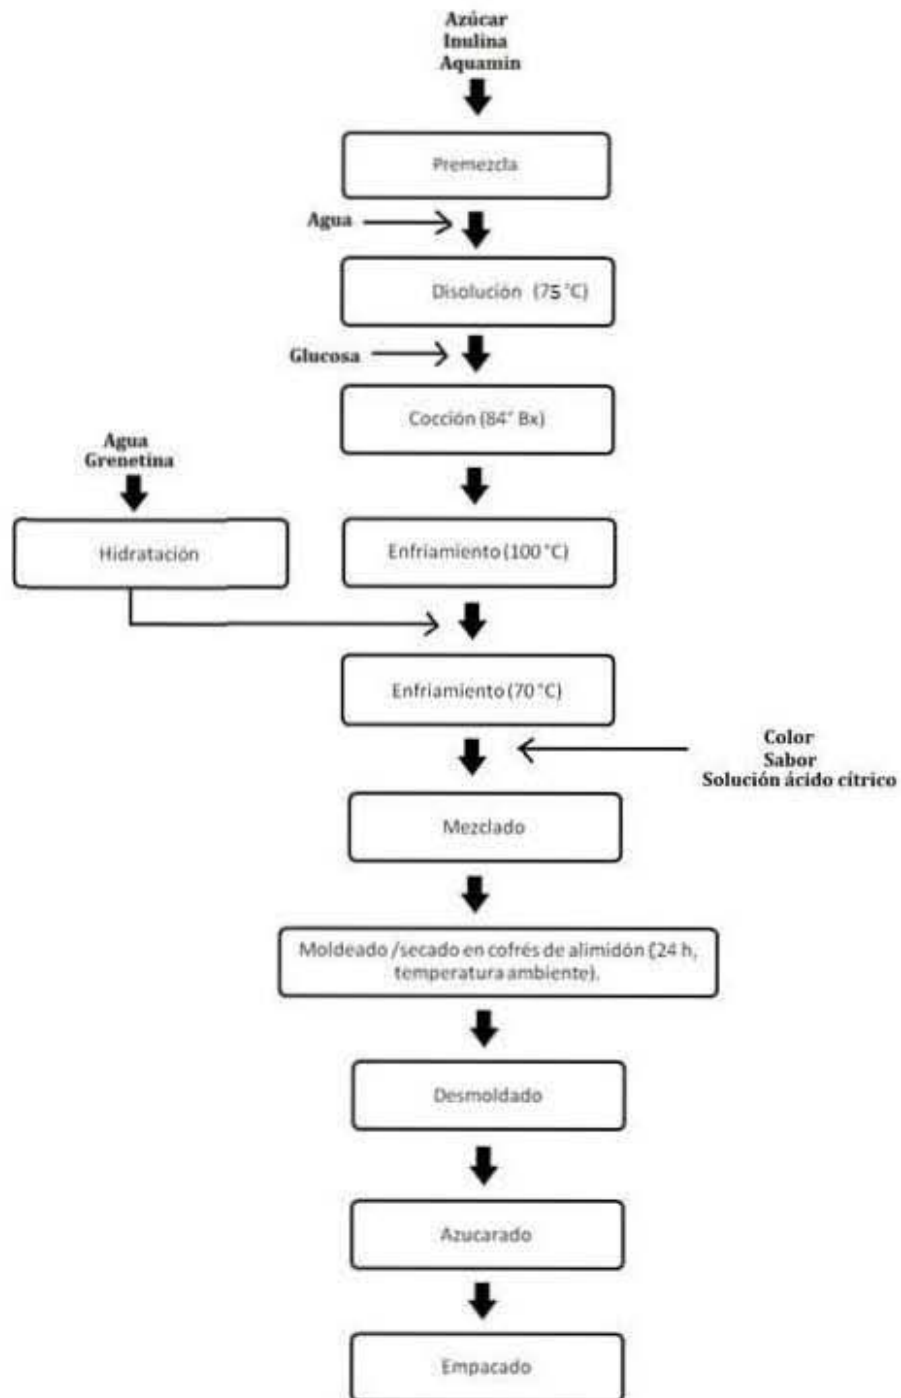 Azúcar
Inulina
Aquamin
Premezcla
Agua
Disolución (75 °C)
Glucosa
Cocción (84° Bx)
Agua
Grenetina
Hidratación
Enfriamiento (100 °C)
Enfriamiento (70 °C)
Color
Sabor
Solución ácido cítrico
Mezclado
Moldeado /secado en cofrés de alimidón (24 h,
temperatura ambiente).
Desmoldado
Azucarado
Empacado